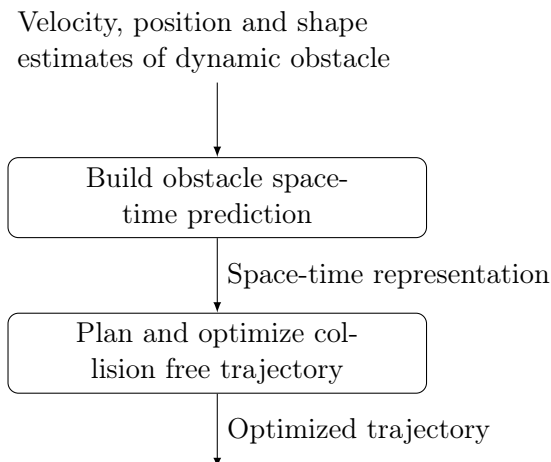 Velocity, position and shape
estimates of dynamic obstacle
Build obstacle space-
time prediction
Space-time representation
Plan and optimize col-
lision free trajectory
Optimized trajectory